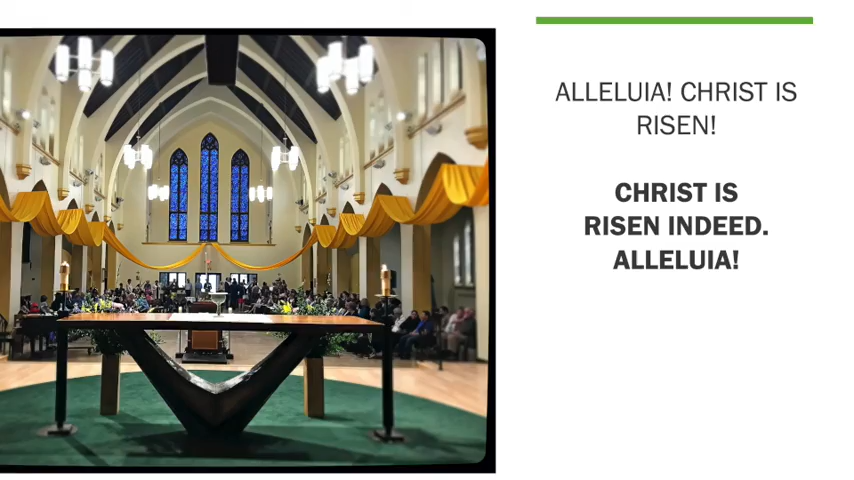 ALLELUIA! CHRIST IS
RISEN!
CHRIST IS
RISEN INDEED.
ALLELUIA!